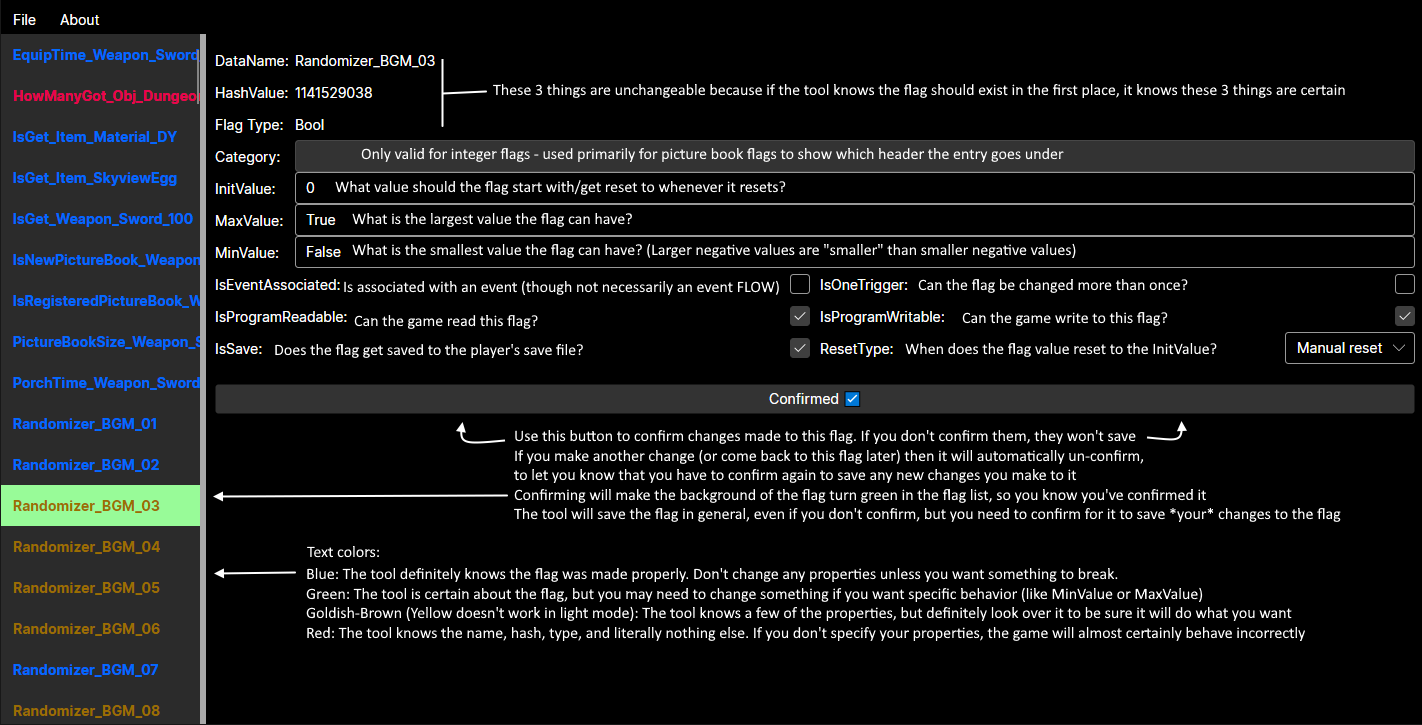 File About
EquipTime_Weapon_Sword
HowManyGot_Obj_Dungeo
IsGet_Item_Material_DY
IsGet_Item_SkyviewEgg
IsGet_Weapon_Sword_100
IsNewPictureBook_Weapon
IsRegisteredPictureBook_W
PictureBookSize_Weapon_S
PorchTime_Weapon_Sword
Randomizer_BGM_01
Randomizer_BGM_02
Randomizer_BGM_03
Randomizer_BGM_04
Randomizer_BGM_05
Randomizer_BGM_06
Randomizer_BGM_07
Randomizer_BGM_08
DataName: Randomizer_BGM_03
HashValue: 1141529038
Flag Type: Bool
These 3 things are unchangeable because if the tool knows the flag should exist in the first place, it knows these 3 things are certain
Category: Only valid for integer flags - used primarily for picture book flags to show which header the entry goes under
InitValue: 0 What value should the flag start with/get reset to whenever it resets?
MaxValue: True What is the largest value the flag can have?
MinValue: False What is the smallest value the flag can have? (Larger negative values are "smaller" than smaller negative values)
IsEventAssociated: Is associated with an event (though not necessarily an event FLOW) IsOneTrigger: Can the flag be changed more than once?
IsProgramReadable: Can the game read this flag? IsProgramWritable: Can the game write to this flag?
IsSave: Does the flag get saved to the player's save file? ResetType: When does the flag value reset to the InitValue? Manual reset
Confirmed
Use this button to confirm changes made to this flag. If you don't confirm them, they won't save
If you make another change (or come back to this flag later) then it will automatically un-confirm,
to let you know that you have to confirm again to save any new changes you make to it
Confirming will make the background of the flag turn green in the flag list, so you know you've confirmed it
The tool will save the flag in general, even if you don't confirm, but you need to confirm for it to save *your* changes to the flag
Text colors:
Blue: The tool definitely knows the flag was made properly. Don't change any properties unless you want something to break.
Green: The tool is certain about the flag, but you may need to change something if you want specific behavior (like MinValue or MaxValue)
Goldish-Brown (Yellow doesn't work in light mode): The tool knows a few of the properties, but definitely look over it to be sure it will do what you want
Red: The tool knows the name, hash, type, and literally nothing else. If you don't specify your properties, the game will almost certainly behave incorrectly